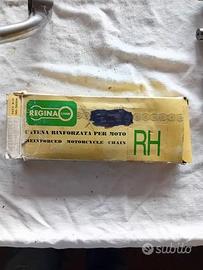 REGINA
CATENA RINFORZATA PER MOTO
REINFORCED MOTORCYCLE CHAIN
RH
subito